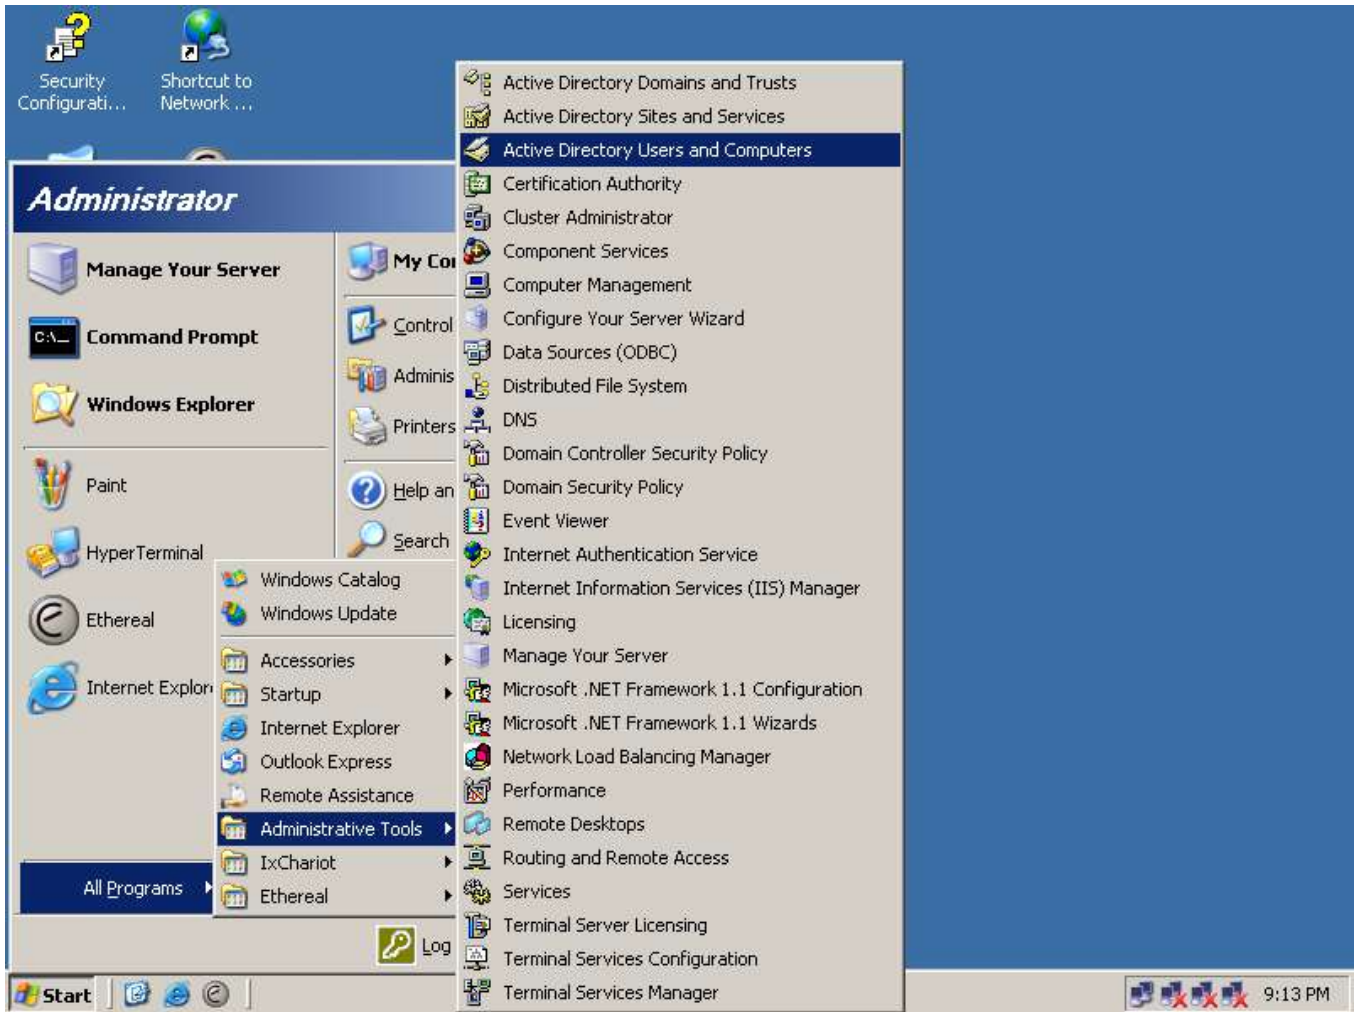 Security
Configurati...
Shortcut to
Network ...
Administrator
Manage Your Server
Command Prompt
Windows Explorer
Paint
HyperTerminal
Ethereal
Internet Explor
All Programs
My Co
Control
Adminis
Printers
Help an
Search
Log
Windows Catalog
Windows Update
Accessories
Startup
Internet Explorer
Outlook Express
Remote Assistance
Administrative Tools
IxChariot
Ethereal
Active Directory Domains and Trusts
Active Directory Sites and Services
Active Directory Users and Computers
Certification Authority
Cluster Administrator
Component Services
Computer Management
Configure Your Server Wizard
Data Sources (ODBC)
Distributed File System
DNS
Domain Controller Security Policy
Domain Security Policy
Event Viewer
Internet Authentication Service
Internet Information Services (IIS) Manager
Licensing
Manage Your Server
Microsoft .NET Framework 1.1 Configuration
Microsoft .NET Framework 1.1 Wizards
Network Load Balancing Manager
Performance
Remote Desktops
Routing and Remote Access
Services
Terminal Server Licensing
Terminal Services Configuration
Terminal Services Manager
Start
9:13 PM